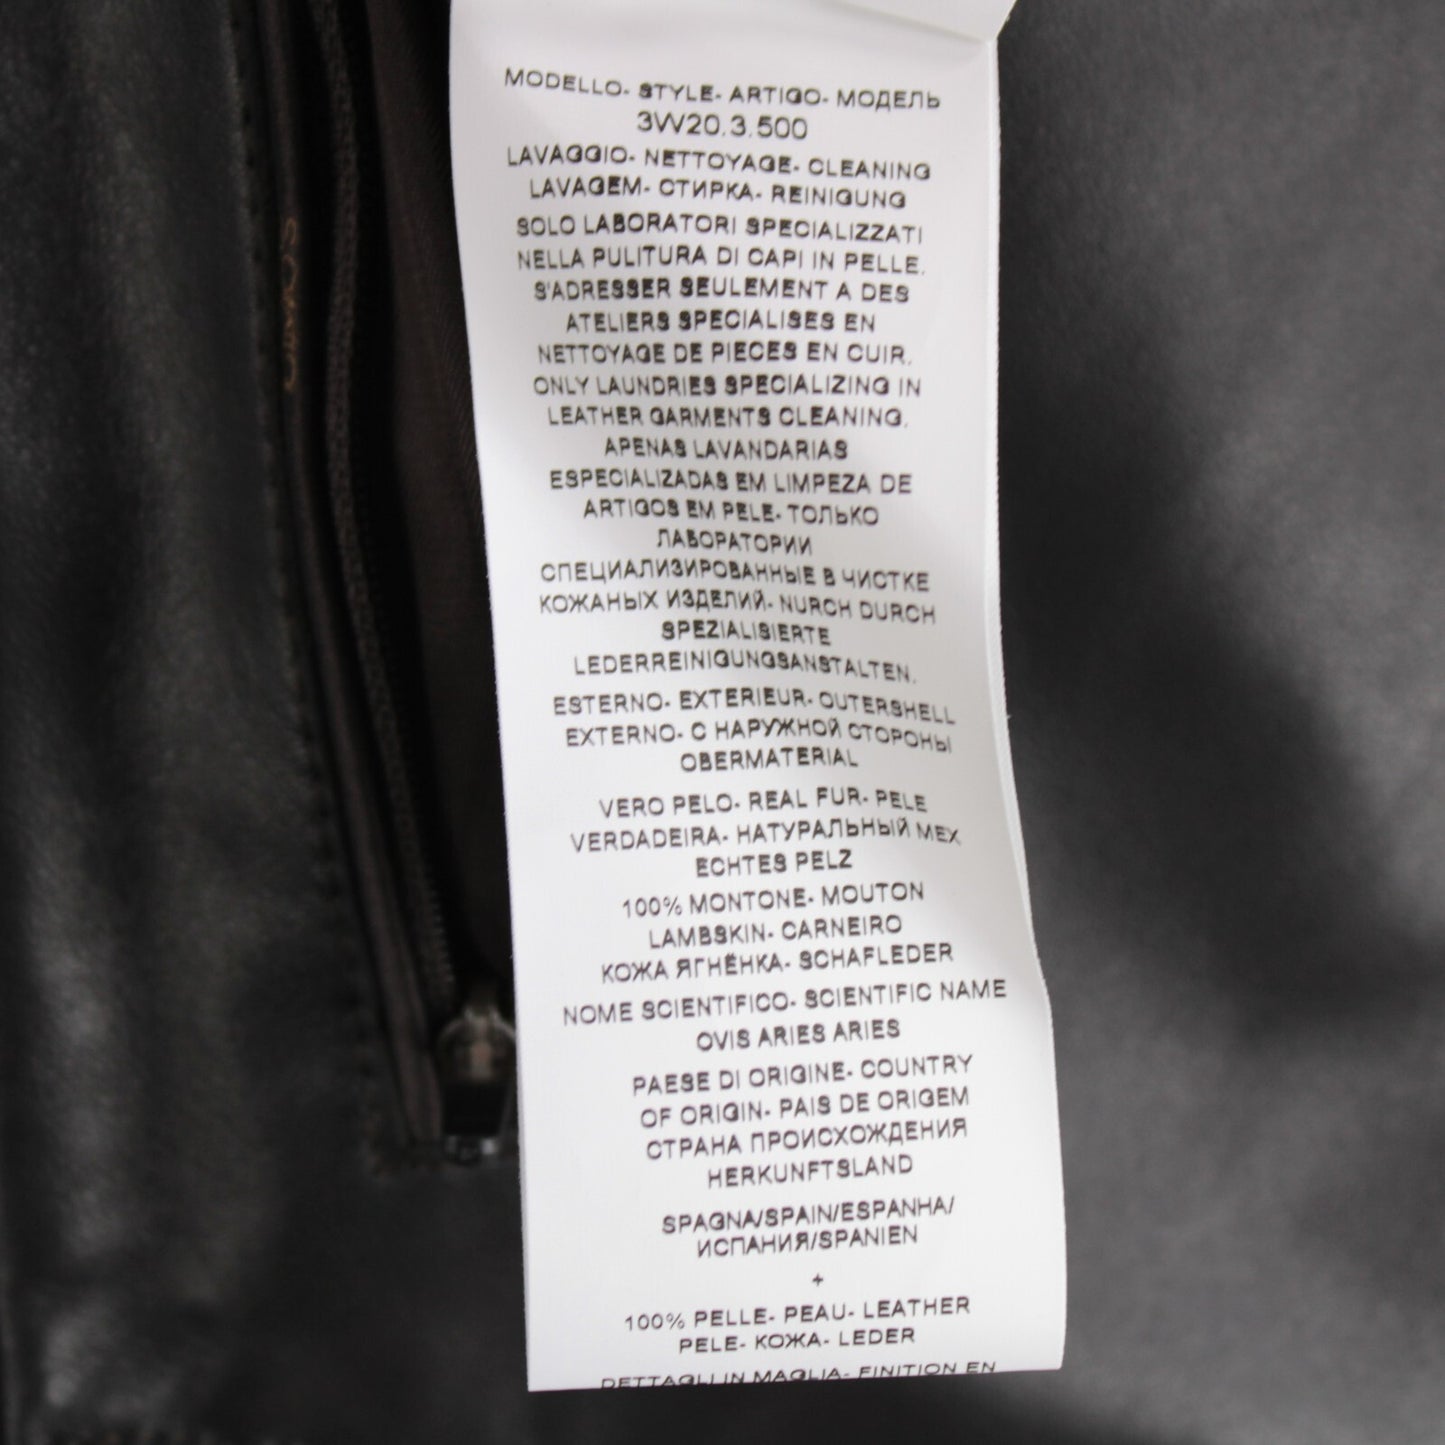 MODELLO- STYLE- ARTIGO- МОДЕЛЬ
3W20.3.500
LAVAGGIO- NETTOYAGE- CLEANING
LAVAGEM- СТИРКА- REINIGUNG
SOLO LABORATORI SPECIALIZZATI
NELLA PULITURA DI CAPI IN PELLE.
S'ADRESSER SEULEMENT A DES
ATELIERS SPECIALISES EN
NETTOYAGE DE PIECES EN CUIR.
ONLY LAUNDRIES SPECIALIZING IN
LEATHER GARMENTS CLEANING.
APENAS LAVANDARIAS
ESPECIALIZADAS EM LIMPEZA DE
ARTIGOS EM PELE- ТОЛЬКО
ЛАБОРАТОРИИ
СПЕЦИАЛИЗИРОВАННЫЕ В ЧИСТКЕ
КОЖАНЫХ ИЗДЕЛИЙ- NURCH DURCH
SPEZIALISIERTE
LEDERREINIGUNGSANSTALTEN.
ESTERNO- EXTERIEUR- OUTERSHELL
EXTERNO- С НАРУЖНОЙ СТОРОНЫ
OBERMATERIAL
VERO PELO- REAL FUR- PELE
VERDADEIRA- НАТУРАЛЬНЫЙ МЕХ
ECHTES PELZ
100% MONTONE- MOUTON
LAMBSKIN- CARNEIRO
КОЖА ЯГНЁНКА- SCHAFLEDER
NOME SCIENTIFICO- SCIENTIFIC NAME
OVIS ARIES ARIES
PAESE DI ORIGINE- COUNTRY
OF ORIGIN- PAIS DE ORIGEM
СТРАНА ПРОИСХОЖДЕНИЯ
HERKUNFTSLAND
SPAGNA/SPAIN/ESPANHA/
ИСПАНИЯ/SPANIEN
+
100% PELLE- PEAU- LEATHER
PELE- КОЖА- LEDER
DETTAGLI IN MAGLIA- FINITION EN